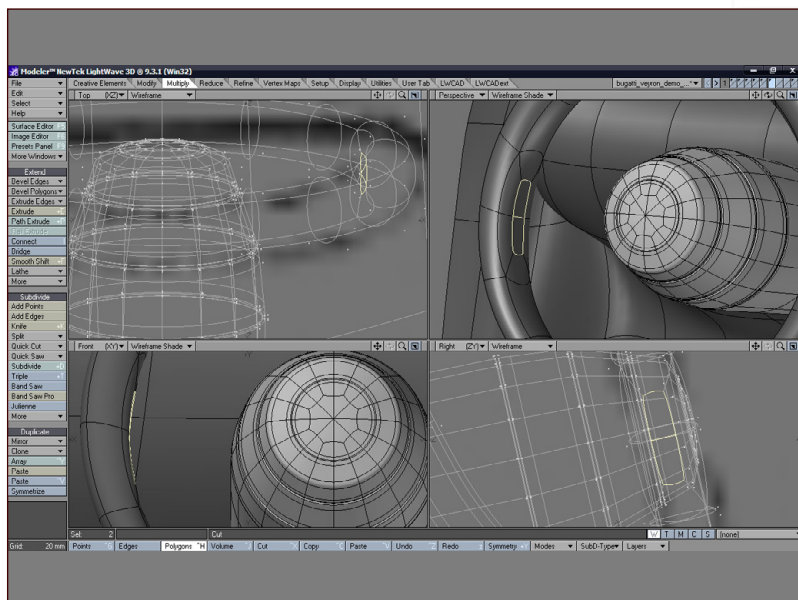 Modeler™ NewTek LightWave 3D ® 9.3.1 (Win32)
File Creative Elements Modify Multiply Reduce Refine Vertex Maps Setup Display Utilities User Tab LWCAD LWCADext bugatti_veyron_demo_... 1
Edit Top (XZ) Wireframe Perspective Wireframe Shade
Select
Help
Surface Editor F5
Image Editor F6
Presets Panel F8
More Windows
Extend
Bevel Edges
Bevel Polygons
Extrude Edges
Extrude
Path Extrude
Connect
Bridge
Smooth Shift
Lathe
More
Subdivide
Add Points
Add Edges
Knife
Split
Quick Cut Front (XY) Wireframe Shade Right (ZY) Wireframe
Quick Saw
Subdivide
Triple
Band Saw
Band Saw Pro
Julienne
More
Duplicate
Mirror
Clone
Array
Paste
Paste
Symmetrize
Sel: 2 Cut W T M C S (none)
Grid: 20 mm Points Edges Polygons ^H Volume Cut Copy Paste Undo Redo Symmetry Modes SubD-Type Layers